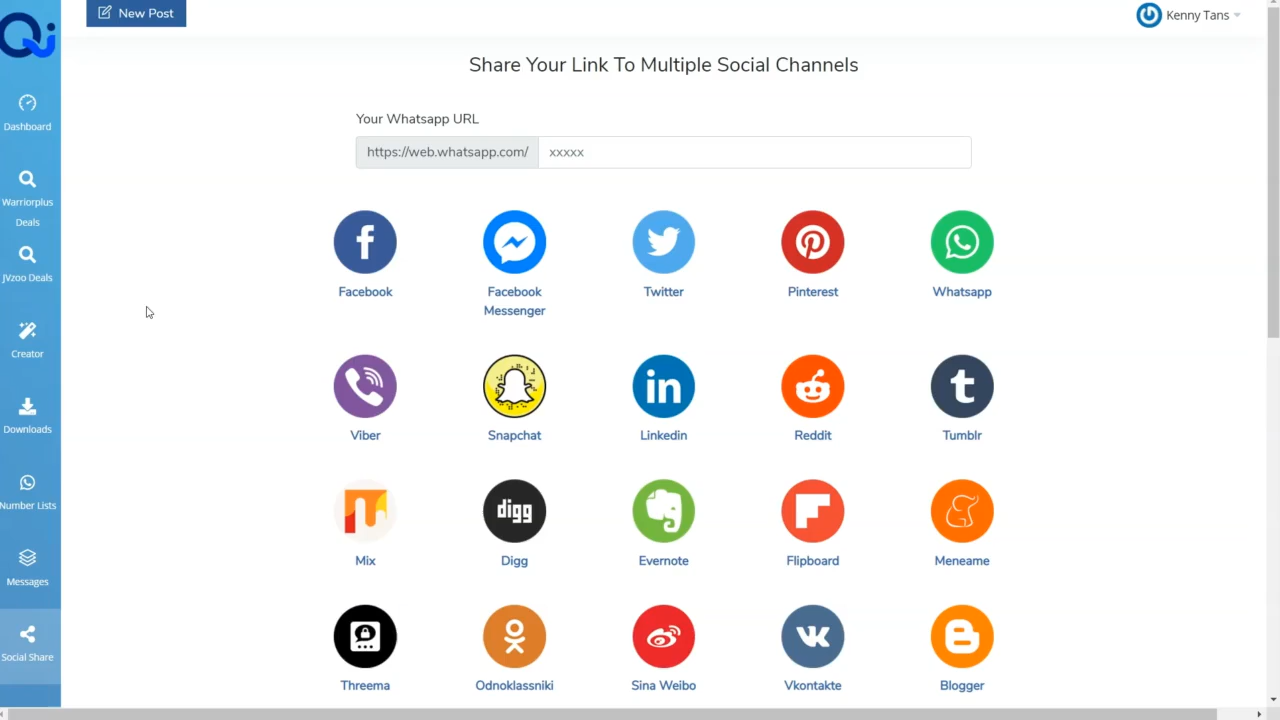 New Post
Kenny Tans
Share Your Link To Multiple Social Channels
Your Whatsapp URL
https://web.whatsapp.com/
xxxxx
Dashboard
Warriorplus
Deals
JVzoo Deals
Creator
Downloads
Number Lists
Messages
Social Share
Facebook
Facebook
Messenger
Twitter
Pinterest
Whatsapp
Viber
Snapchat
Linkedin
Reddit
Tumblr
Mix
digg
Digg
Evernote
Flipboard
Meneame
Threema
Odnoklassniki
Sina Weibo
Vkontakte
Blogger